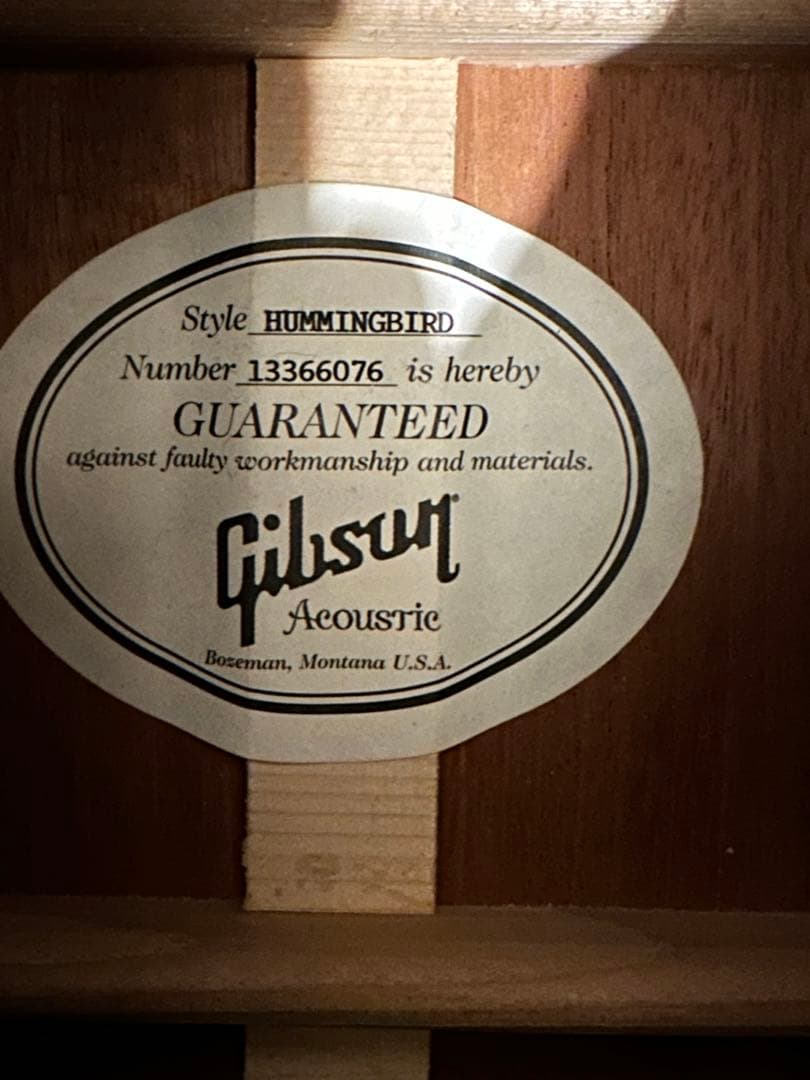 Style HUMMINGBIRD
Number 13366076 is hereby
GUARANTEED
against faulty workmanship and materials.
Gibson
Acoustic
Bozeman, Montana U.S.A.